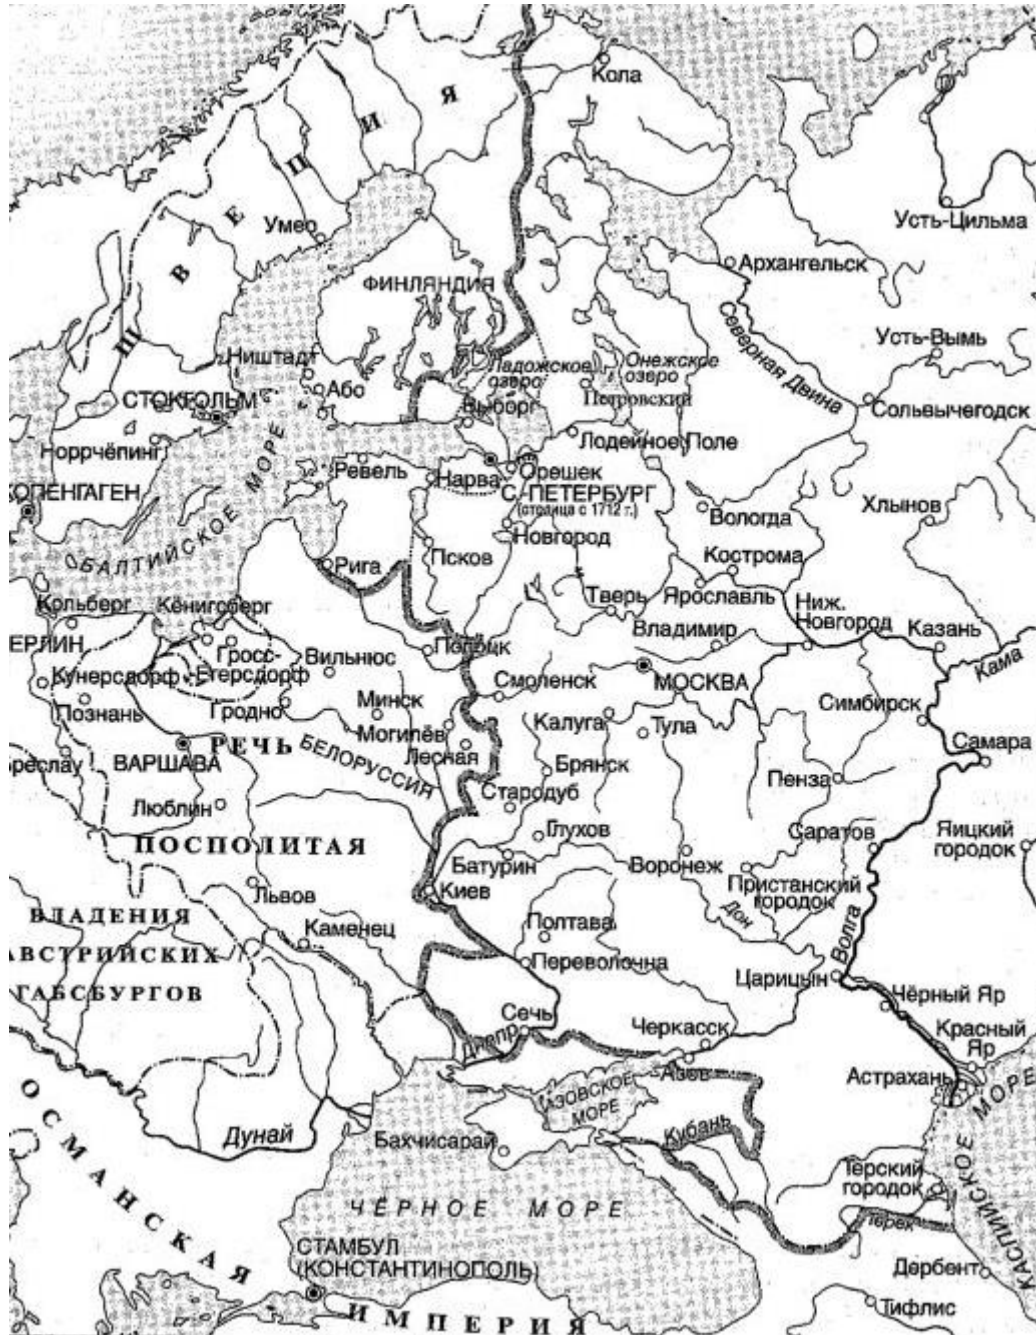 Кола
ШВЕЦИЯ
Усть-Цильма
Умео
Архангельск
ФИНЛЯНДИЯ
Северная Двина
Усть-Вымь
Ништадт
Ладожское
озеро
Онежское
озеро
Або
СТОКГОЛЬМ
Выборг
Петровский
Сольвычегодск
Норрчёпинг
Лодейное Поле
Ревель
Нарва
Орешек
КОПЕНГАГЕН
С.-ПЕТЕРБУРГ
(столица с 1712 г.)
Вологда
Хлынов
БАЛТИЙСКОЕ МОРЕ
Новгород
Псков
Рига
Кострома
Кольберг
Кёнигсберг
Тверь
Ярославль
НИЖ.
Новгород
ЕРЛИН
Гросс-
Егерсдорф
Вильнюс
Полоцк
Владимир
Казань
Кама
Кунерсдорф
Смоленск
МОСКВА
Познань
Гродно
Минск
Калуга
Тула
Симбирск
Могилёв
РЕЧЬ
БЕЛОРУССИЯ
Лесная
Самара
реслау
ВАРШАВА
Брянск
Пенза
Люблин
Стародуб
Глухов
Саратов
Яицкий
городок
ПОСПОЛИТАЯ
Батурин
Воронеж
Львов
Киев
Пристанский
городок
ВЛАДЕНИЯ
АВСТРИЙСКИХ
ГАБСБУРГОВ
Каменец
Полтава
Дон
Волга
Переволочна
Царицын
Чёрный Яр
Сечь
Днепр
Черкасск
Красный
Яр
Азов
Астрахань
АЗОВСКОЕ
МОРЕ
КАСПИЙСКОЕ МОРЕ
Дунай
Бахчисарай
Кубань
Терский
городок
ЧЁРНОЕ МОРЕ
Терек
ОСМАНСКАЯ
СТАМБУЛ
(КОНСТАНТИНОПОЛЬ)
Дербент
ИМПЕРИЯ
Тифлис